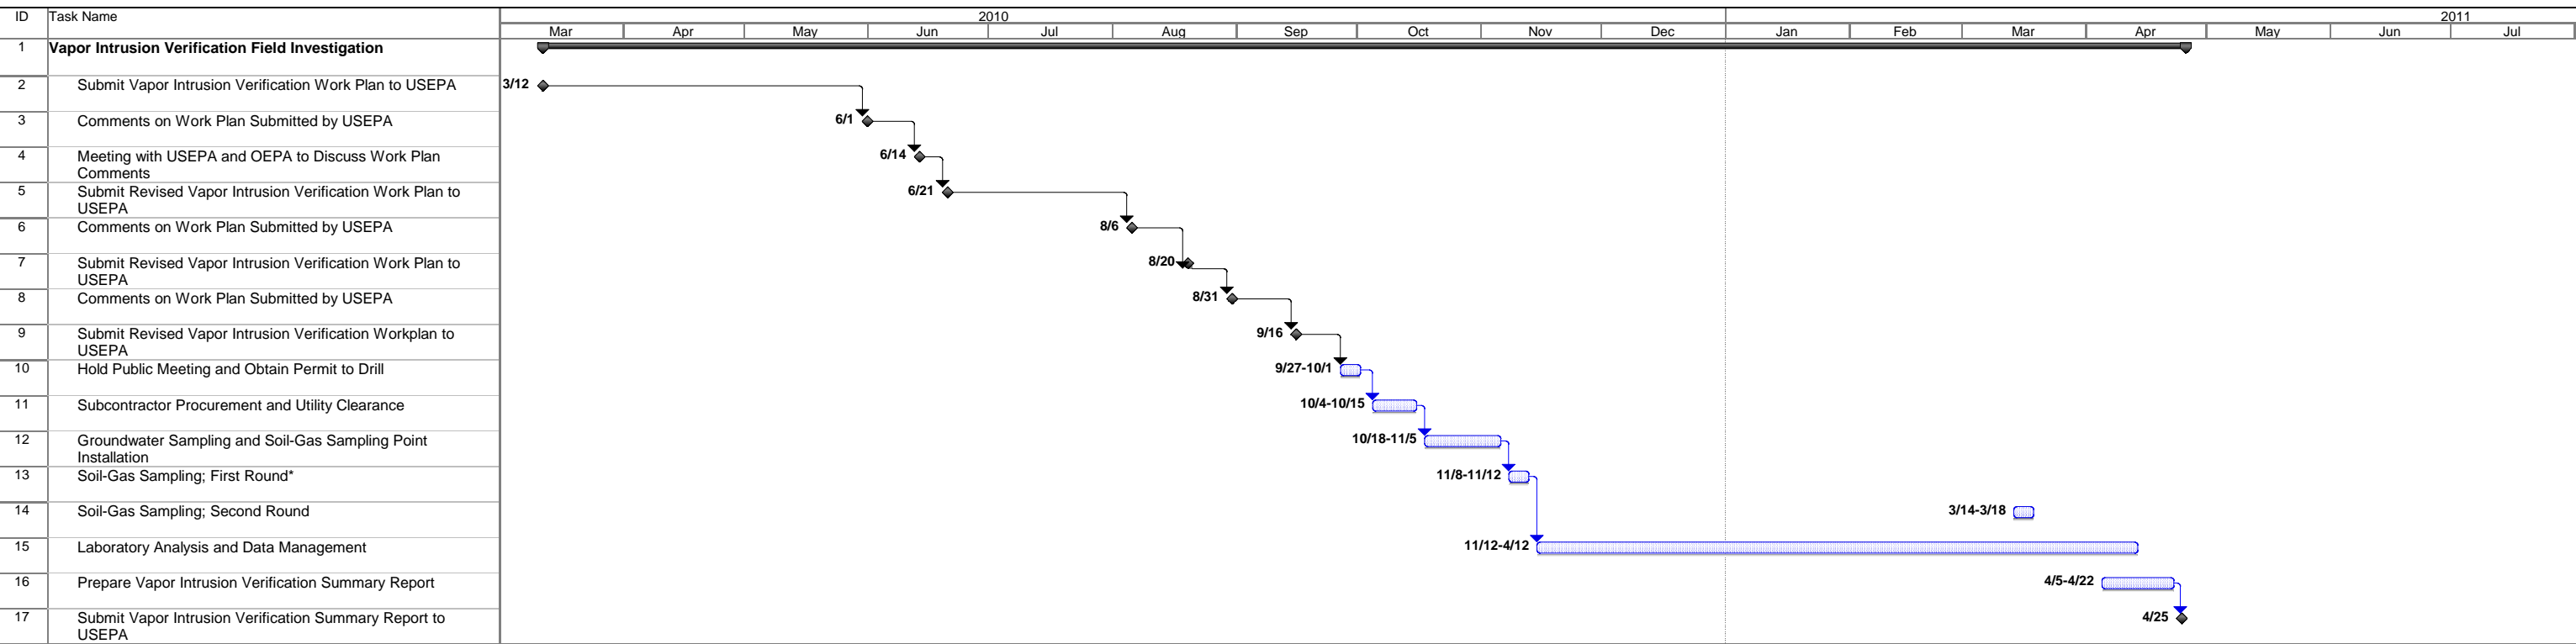 ID Task Name 2010 2011
Mar Apr May Jun Jul Aug Sep Oct Nov Dec Jan Feb Mar Apr May Jun Jul
1 Vapor Intrusion Verification Field Investigation
2 Submit Vapor Intrusion Verification Work Plan to USEPA 3/12
3 Comments on Work Plan Submitted by USEPA 6/1
4 Meeting with USEPA and OEPA to Discuss Work Plan 6/14
Comments
5 Submit Revised Vapor Intrusion Verification Work Plan to 6/21
USEPA
6 Comments on Work Plan Submitted by USEPA 8/6
7 Submit Revised Vapor Intrusion Verification Work Plan to 8/20
USEPA
8 Comments on Work Plan Submitted by USEPA 8/31
9 Submit Revised Vapor Intrusion Verification Workplan to 9/16
USEPA
10 Hold Public Meeting and Obtain Permit to Drill 9/27-10/1
11 Subcontractor Procurement and Utility Clearance 10/4-10/15
12 Groundwater Sampling and Soil-Gas Sampling Point 10/18-11/5
Installation
13 Soil-Gas Sampling; First Round* 11/8-11/12
14 Soil-Gas Sampling; Second Round 3/14-3/18
15 Laboratory Analysis and Data Management 11/12-4/12
16 Prepare Vapor Intrusion Verification Summary Report 4/5-4/22
17 Submit Vapor Intrusion Verification Summary Report to 4/25
USEPA